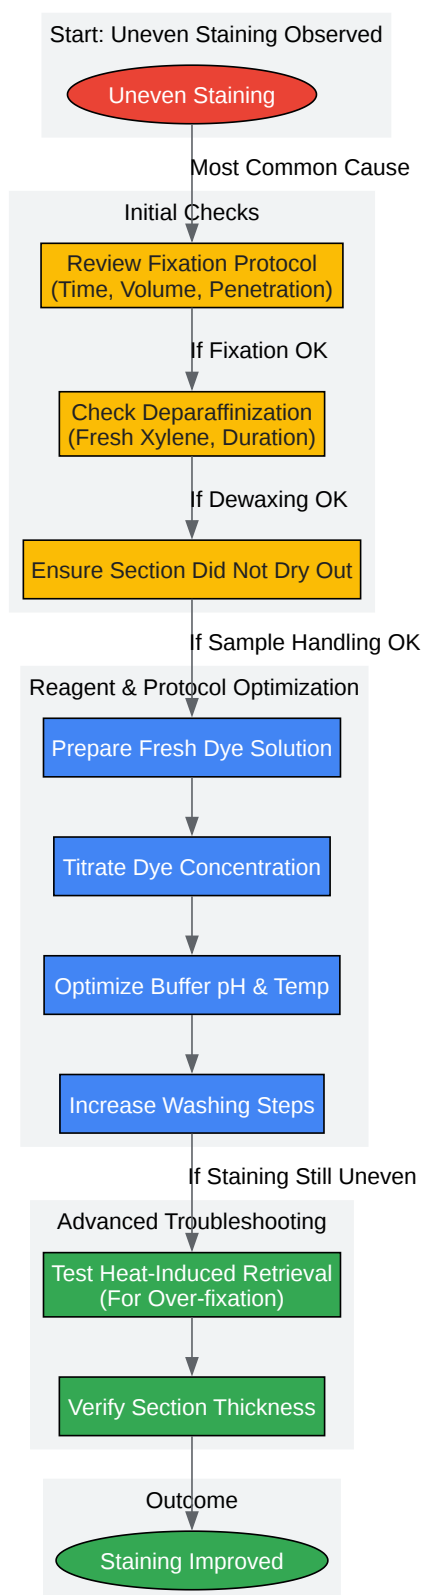 Start: Uneven Staining Observed
Uneven Staining
Most Common Cause
Initial Checks
Review Fixation Protocol
(Time, Volume, Penetration)
If Fixation OK
Check Deparaffinization
(Fresh Xylene, Duration)
If Dewaxing OK
Ensure Section Did Not Dry Out
If Sample Handling OK
Reagent & Protocol Optimization
Prepare Fresh Dye Solution
Titrate Dye Concentration
Optimize Buffer pH & Temp
Increase Washing Steps
If Staining Still Uneven
Advanced Troubleshooting
Test Heat-Induced Retrieval
(For Over-fixation)
Verify Section Thickness
Outcome
Staining Improved